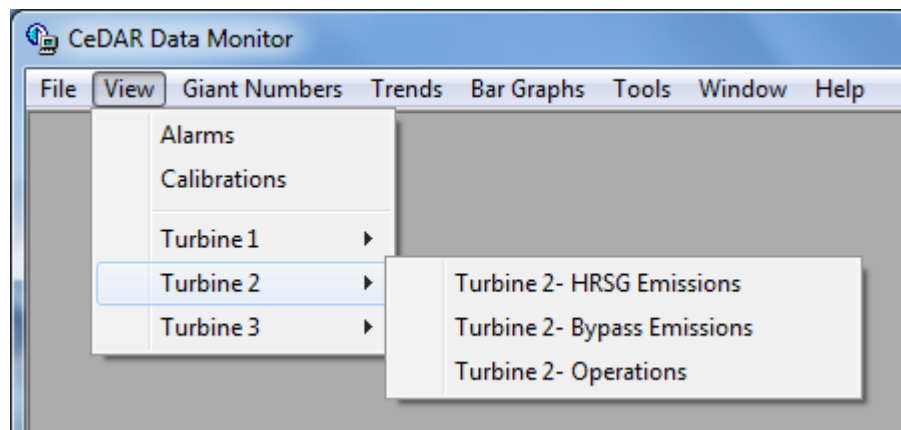 CeDAR Data Monitor
File View Giant Numbers Trends Bar Graphs Tools Window Help
Alarms
Calibrations
Turbine 1
Turbine 2
Turbine 3
Turbine 2- HRSG Emissions
Turbine 2- Bypass Emissions
Turbine 2- Operations